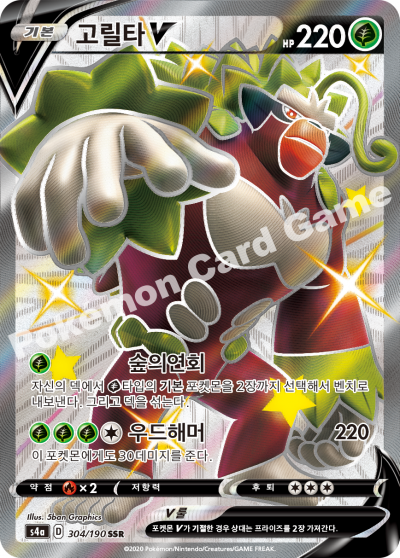 기본 고릴타V HP 220
Pokémon Card Game
숲의연회
자신의 덱에서 타입의 기본 포켓몬을 2장까지 선택해서 벤치로
내보낸다. 그리고 덱을 섞는다.
우드해머 220
이 포켓몬에게도 30데미지를 준다.
약점 ×2 저항력 후퇴
Illus. 5ban Graphics
V룰
s4a D 304/190 SSR
포켓몬 V가 기절한 경우 상대는 프라이즈를 2장 가져간다.
©2020 Pokémon/Nintendo/Creatures/GAME FREAK.